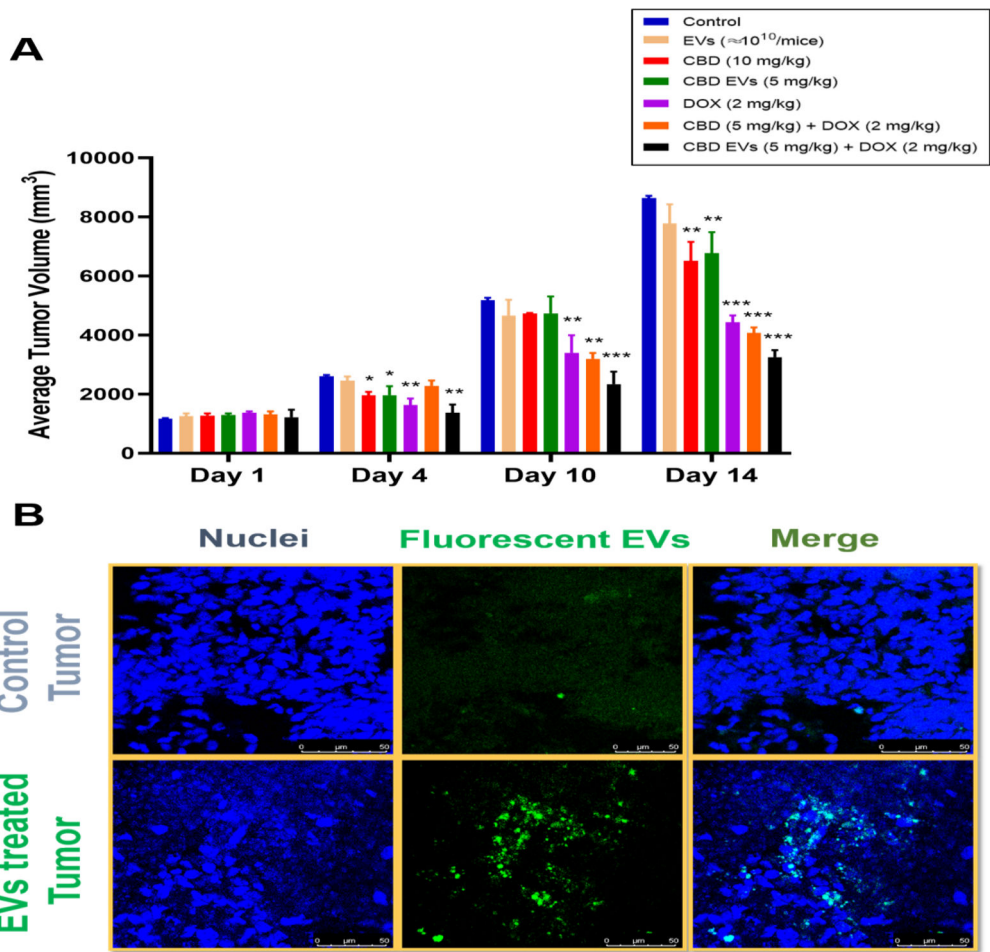 A
Control
EVs (≈10¹⁰/mice)
CBD (10 mg/kg)
CBD EVs (5 mg/kg)
DOX (2 mg/kg)
CBD (5 mg/kg) + DOX (2 mg/kg)
CBD EVs (5 mg/kg) + DOX (2 mg/kg)
Average Tumor Volume (mm³)
10000
8000
6000
4000
2000
0
** **
*** *** ***
** ** ***
* * ** **
Day 1 Day 4 Day 10 Day 14
B
Nuclei Fluorescent EVs Merge
Control
Tumor
0 µm 50
0 µm 50
0 µm 50
EVs treated
Tumor
0 µm 50
0 µm 50
0 µm 50